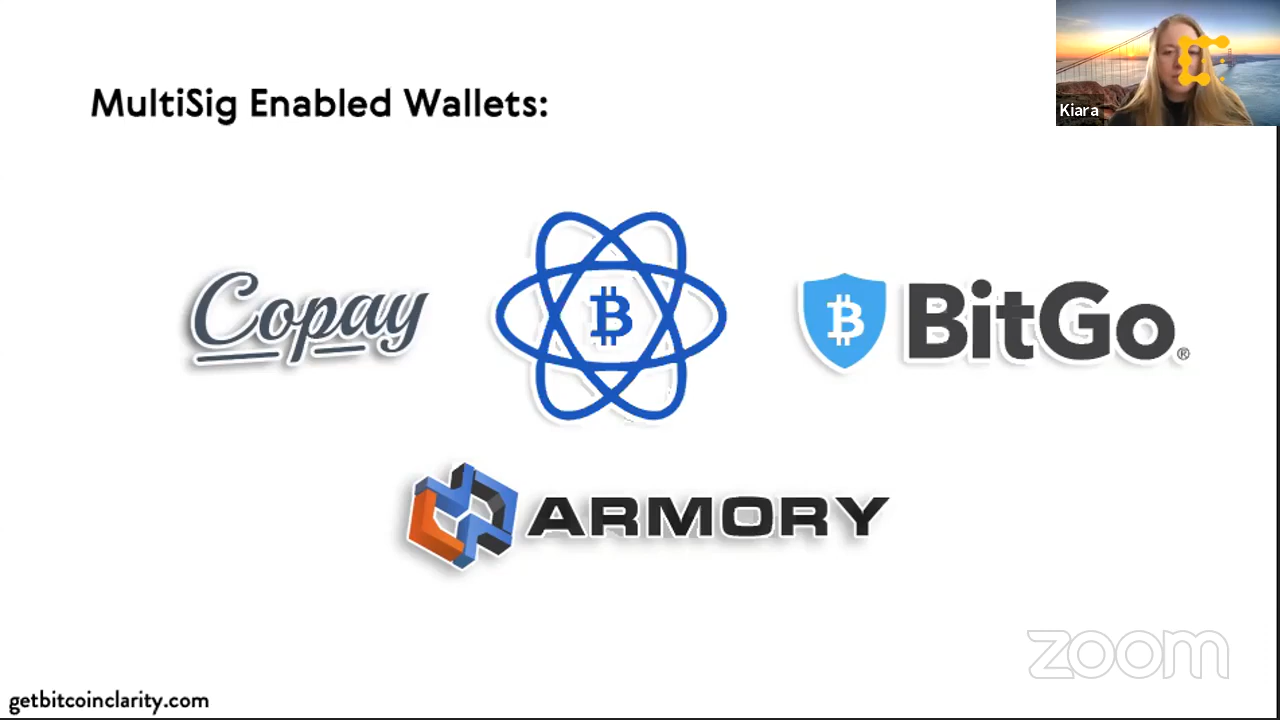 MultiSig Enabled Wallets:
Kiara
Copay
BitGo®
ARMORY
zoom
getbitcoinclarity.com